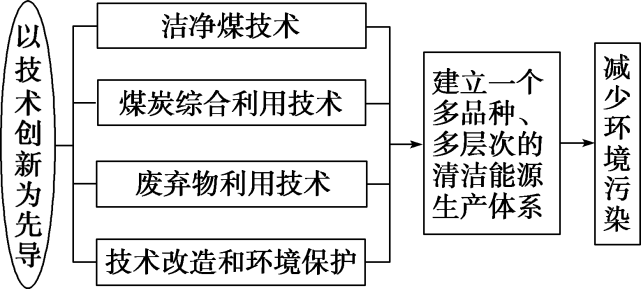 以技术创新为先导
洁净煤技术
煤炭综合利用技术
废弃物利用技术
技术改造和环境保护
建立一个
多品种、
多层次的
清洁能源
生产体系
减少环境污染